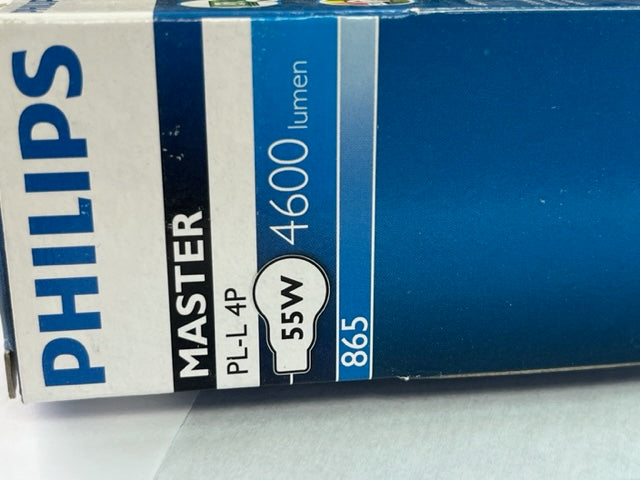 PHILIPS
MASTER
PL-L 4P
55W 4600 lumen
865